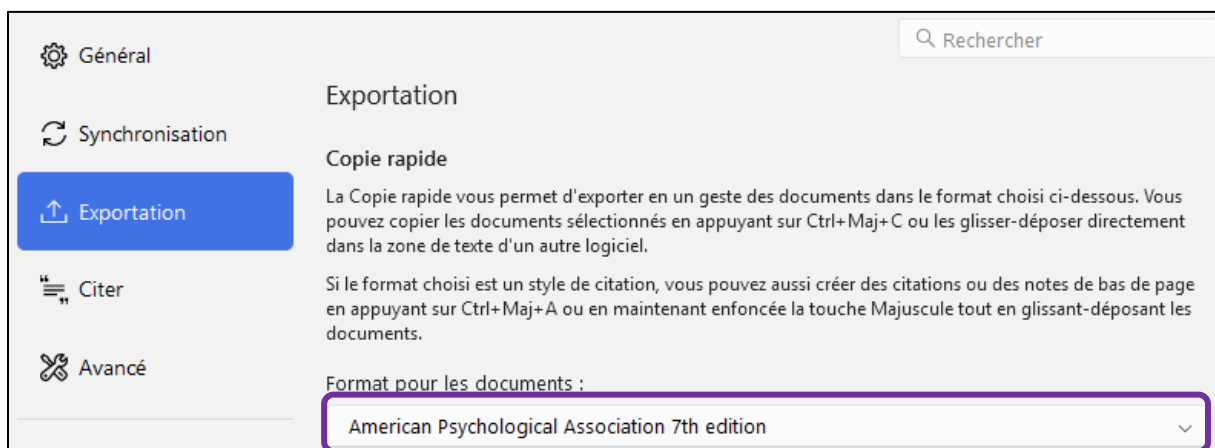 Général
Synchronisation
Exportation
Citer
Avancé
Rechercher
Exportation
Copie rapide
La Copie rapide vous permet d'exporter en un geste des documents dans le format choisi ci-dessous. Vous
pouvez copier les documents sélectionnés en appuyant sur Ctrl+Maj+C ou les glisser-déposer directement
dans la zone de texte d'un autre logiciel.
Si le format choisi est un style de citation, vous pouvez aussi créer des citations ou des notes de bas de page
en appuyant sur Ctrl+Maj+A ou en maintenant enfoncée la touche Majuscule tout en glissant-déposant les
documents.
Format pour les documents :
American Psychological Association 7th edition